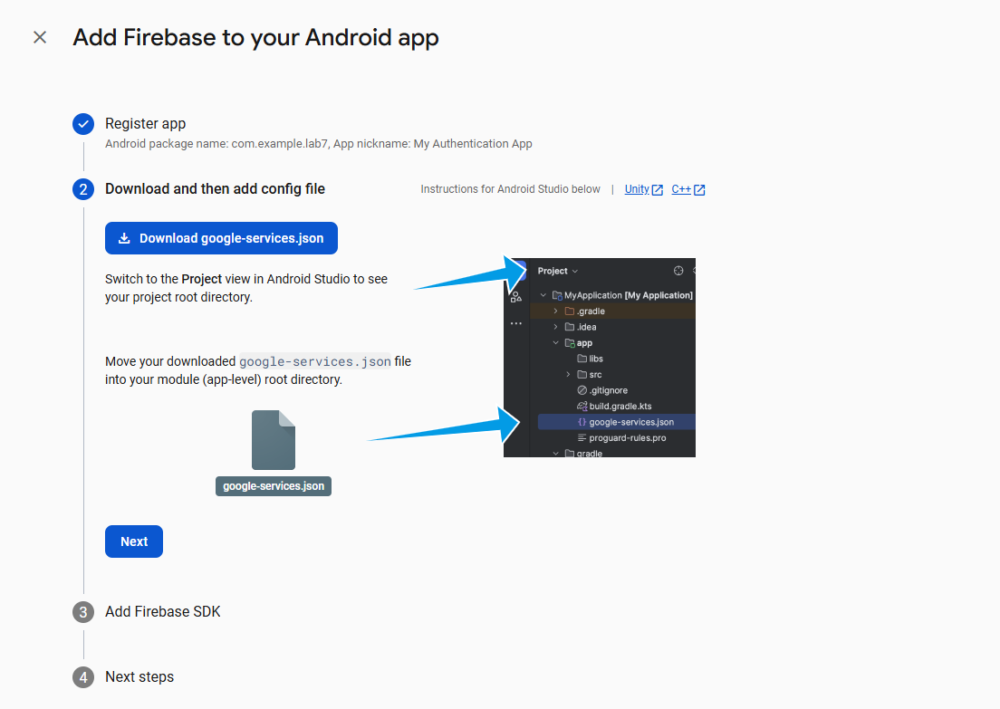 Add Firebase to your Android app
Register app
Android package name: com.example.lab7, App nickname: My Authentication App
2 Download and then add config file
Instructions for Android Studio below | Unity C++
Download google-services.json
Switch to the Project view in Android Studio to see
your project root directory.
Move your downloaded google-services.json file
into your module (app-level) root directory.
google-services.json
Project
MyApplication [My Application]
.gradle
.idea
app
libs
src
.gitignore
build.gradle.kts
{} google-services.json
proguard-rules.pro
gradle
Next
3 Add Firebase SDK
4 Next steps